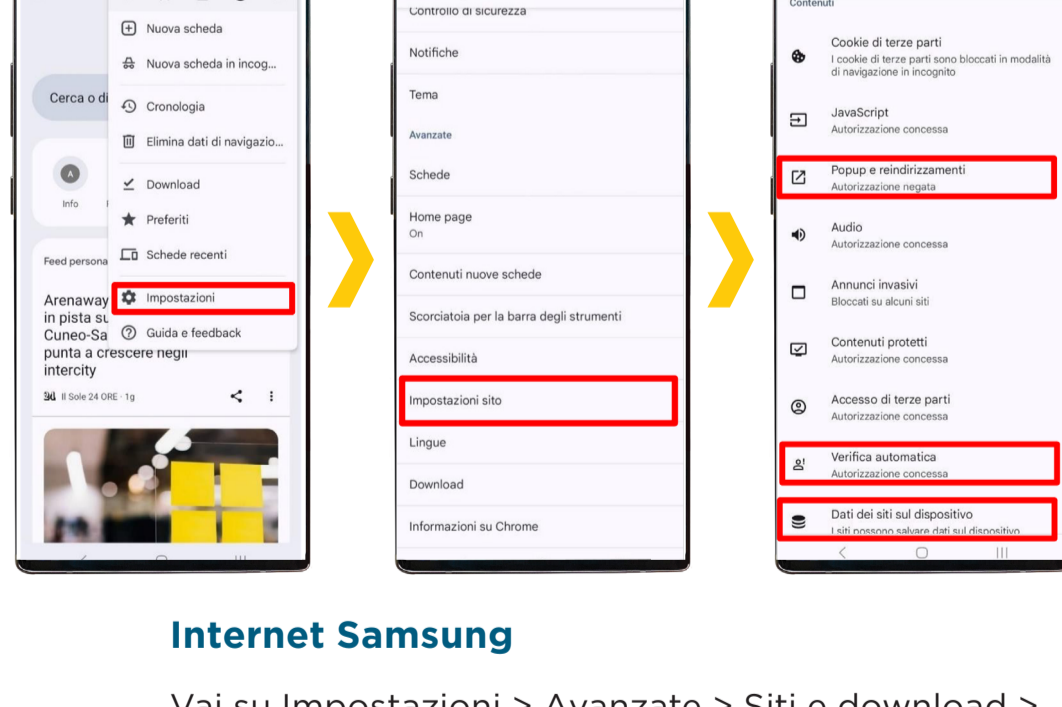 Nuova scheda
Nuova scheda in incog...
Cerca o di
Cronologia
Elimina dati di navigazio...
A
Info
Download
Preferiti
Schede recenti
Feed persona
Impostazioni
Guida e feedback
Arenaway
in pista su
Cuneo-Sa
punta a crescere negli
intercity
Il Sole 24 ORE · 1g
Controllo di sicurezza
Notifiche
Tema
Avanzate
Schede
Home page
On
Contenuti nuove schede
Scorciatoia per la barra degli strumenti
Accessibilità
Impostazioni sito
Lingue
Download
Informazioni su Chrome
Contenuti
Cookie di terze parti
I cookie di terze parti sono bloccati in modalità
di navigazione in incognito
JavaScript
Autorizzazione concessa
Popup e reindirizzamenti
Autorizzazione negata
Audio
Autorizzazione concessa
Annunci invasivi
Bloccati su alcuni siti
Contenuti protetti
Autorizzazione concessa
Accesso di terze parti
Autorizzazione concessa
Verifica automatica
Autorizzazione concessa
Dati dei siti sul dispositivo
I siti possono salvare dati sul dispositivo
Internet Samsung
Vai su Impostazioni > Avanzate > Siti e download >